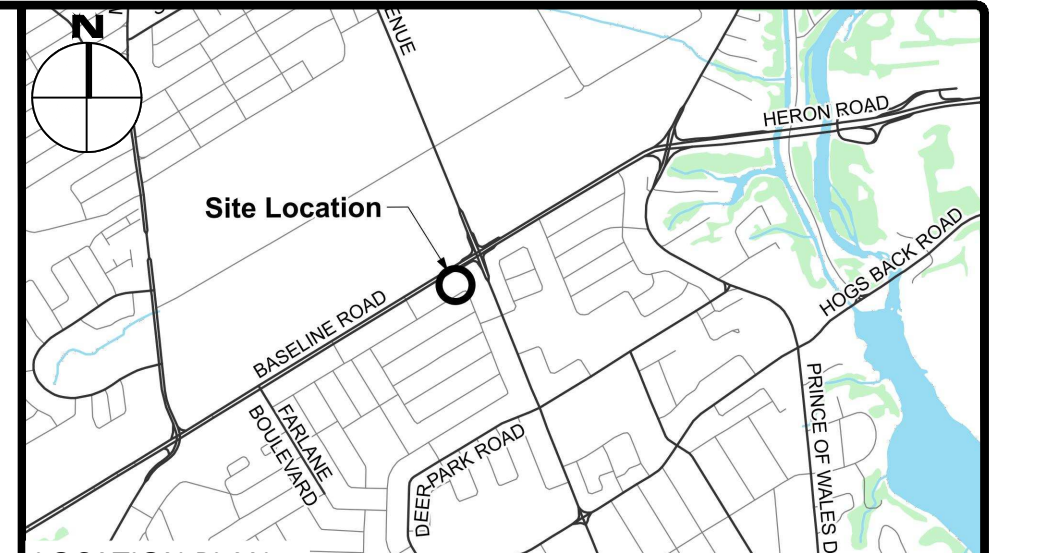 N
ENUE
HERON ROAD
Site Location
HOGS BACK ROAD
BASELINE ROAD
FARLANE
BOULEVARD
DEER PARK ROAD
PRINCE OF WALES D